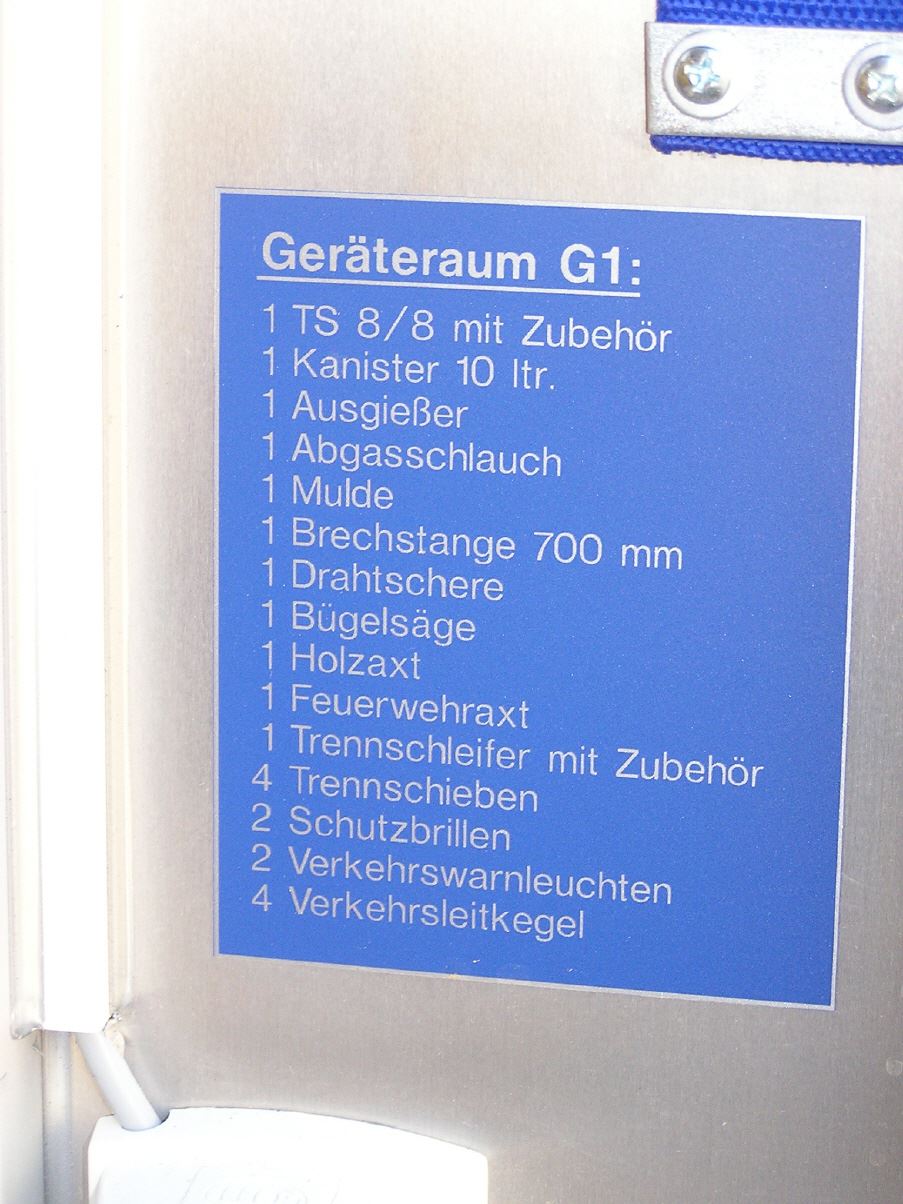 Geräteraum G1:
1 TS 8/8 mit Zubehör
1 Kanister 10 ltr.
1 Ausgießer
1 Abgasschlauch
1 Mulde
1 Brechstange 700 mm
1 Drahtschere
1 Bügelsäge
1 Holzaxt
1 Feuerwehraxt
1 Trennschleifer mit Zubehör
4 Trennschieben
2 Schutzbrillen
2 Verkehrswarnleuchten
4 Verkehrsleitkegel